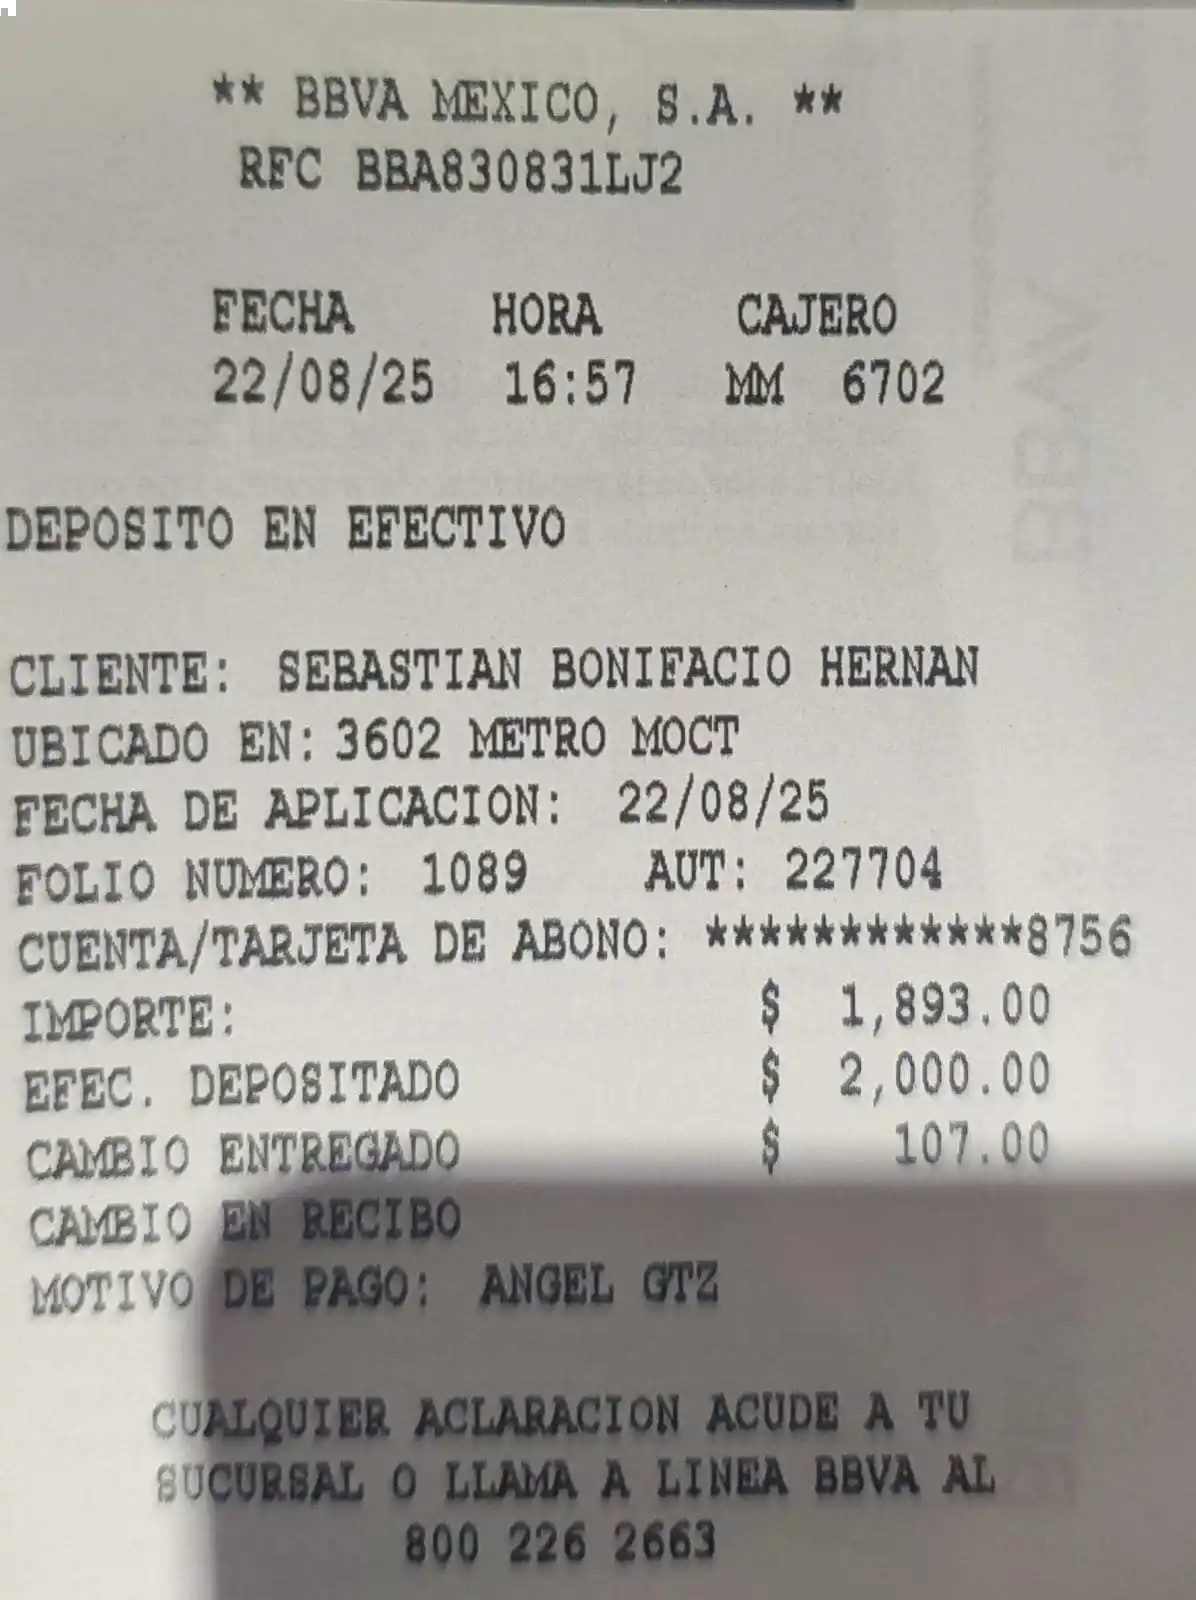 ** BBVA MEXICO, S.A. **
RFC BBA830831LJ2
FECHA HORA CAJERO
22/08/25 16:57 MM 6702
DEPOSITO EN EFECTIVO
CLIENTE: SEBASTIAN BONIFACIO HERNAN
UBICADO EN: 3602 METRO MOCT
FECHA DE APLICACION: 22/08/25
FOLIO NUMERO: 1089 AUT: 227704
CUENTA/TARJETA DE ABONO: ************8756
IMPORTE: $ 1,893.00
EFEC. DEPOSITADO $ 2,000.00
CAMBIO ENTREGADO $ 107.00
CAMBIO EN RECIBO
MOTIVO DE PAGO: ANGEL GTZ
CUALQUIER ACLARACION ACUDE A TU
SUCURSAL O LLAMA A LINEA BBVA AL
800 226 2663